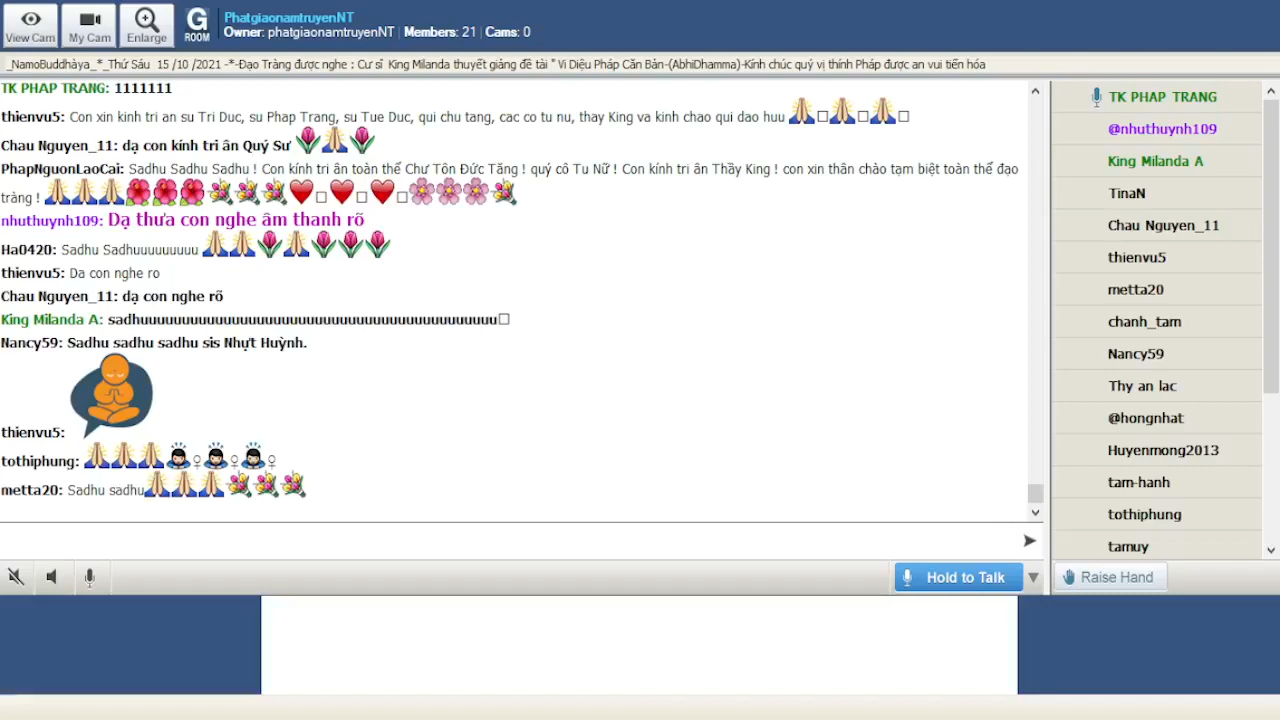 View Cam
My Cam
Enlarge
G
ROOM
PhatgiaonamtruyenNT
Owner: phatgiaonamtruyenNT | Members: 21 | Cams: 0
_NamoBuddhàya_*_Thứ Sáu 15 /10 /2021 -*-Đạo Tràng được nghe : Cư sĩ King Milanda thuyết giảng đề tài " Vi Diệu Pháp Căn Bản-(AbhiDhamma)-Kính chúc quý vị thính Pháp được an vui tiến hóa
TK PHAP TRANG: 1111111
thienvu5: Con xin kinh tri an su Tri Duc, su Phap Trang, su Tue Duc, qui chu tang, cac co tu nu, thay King va kinh chao qui dao huu 🙏🙏🙏
Chau Nguyen_11: dạ con kính tri ân Quý Sư 🌷🙏🌷
PhapNguonLaoCai: Sadhu Sadhu Sadhu ! Con kính tri ân toàn thể Chư Tôn Đức Tăng ! quý cô Tu Nữ ! Con kính tri ân Thầy King ! con xin thân chào tạm biệt toàn thể đạo
tràng ! 🙏🙏🙏🌺🌺🌺💐💐💐❤❤❤🌸🌸🌸💐
nhuthuynh109: Dạ thưa con nghe âm thanh rõ
Ha0420: Sadhu Sadhuuuuuuuuu 🙏🙏🌷🙏🌷🌷🌷
thienvu5: Da con nghe ro
Chau Nguyen_11: dạ con nghe rõ
King Milanda A: sadhuuuuuuuuuuuuuuuuuuuuuuuuuuuuuuuuuuuuuuuuuu
Nancy59: Sadhu sadhu sadhu sis Nhựt Huỳnh.
thienvu5:
tothiphung: 🙏🙏🙏🙇♀🙇♀🙇♀
metta20: Sadhu sadhu🙏🙏🙏💐💐💐
Hold to Talk
TK PHAP TRANG
@nhuthuynh109
King Milanda A
TinaN
Chau Nguyen_11
thienvu5
metta20
chanh_tam
Nancy59
Thy an lac
@hongnhat
Huyenmong2013
tam-hanh
tothiphung
tamuy
Raise Hand